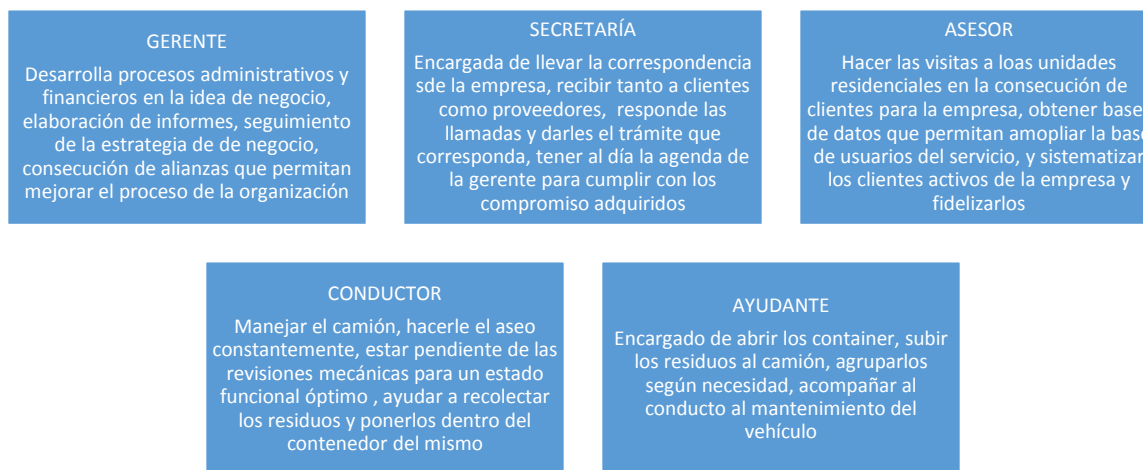 GERENTE
Desarrolla procesos administrativos y
financieros en la idea de negocio,
elaboración de informes, seguimiento
de la estrategia de de negocio,
consecución de alianzas que permitan
mejorar el proceso de la organización
SECRETARÍA
Encargada de llevar la correspondencia
sde la empresa, recibir tanto a clientes
como proveedores, responde las
llamadas y darles el trámite que
corresponda, tener al día la agenda de
la gerente para cumplir con los
compromiso adquiridos
ASESOR
Hacer las visitas a loas unidades
residenciales en la consecución de
clientes para la empresa, obtener base
de datos que permitan amopliar la bas
de usuarios del servicio, y sistematizar
los clientes activos de la empresa y
fidelizarlos
CONDUCTOR
Manejar el camión, hacerle el aseo
constantemente, estar pendiente de las
revisiones mecánicas para un estado
funcional óptimo , ayudar a recolectar
los residuos y ponerlos dentro del
contenedor del mismo
AYUDANTE
Encargado de abrir los container, subir
los residuos al camión, agruparlos
según necesidad, acompañar al
conducto al mantenimiento del
vehículo